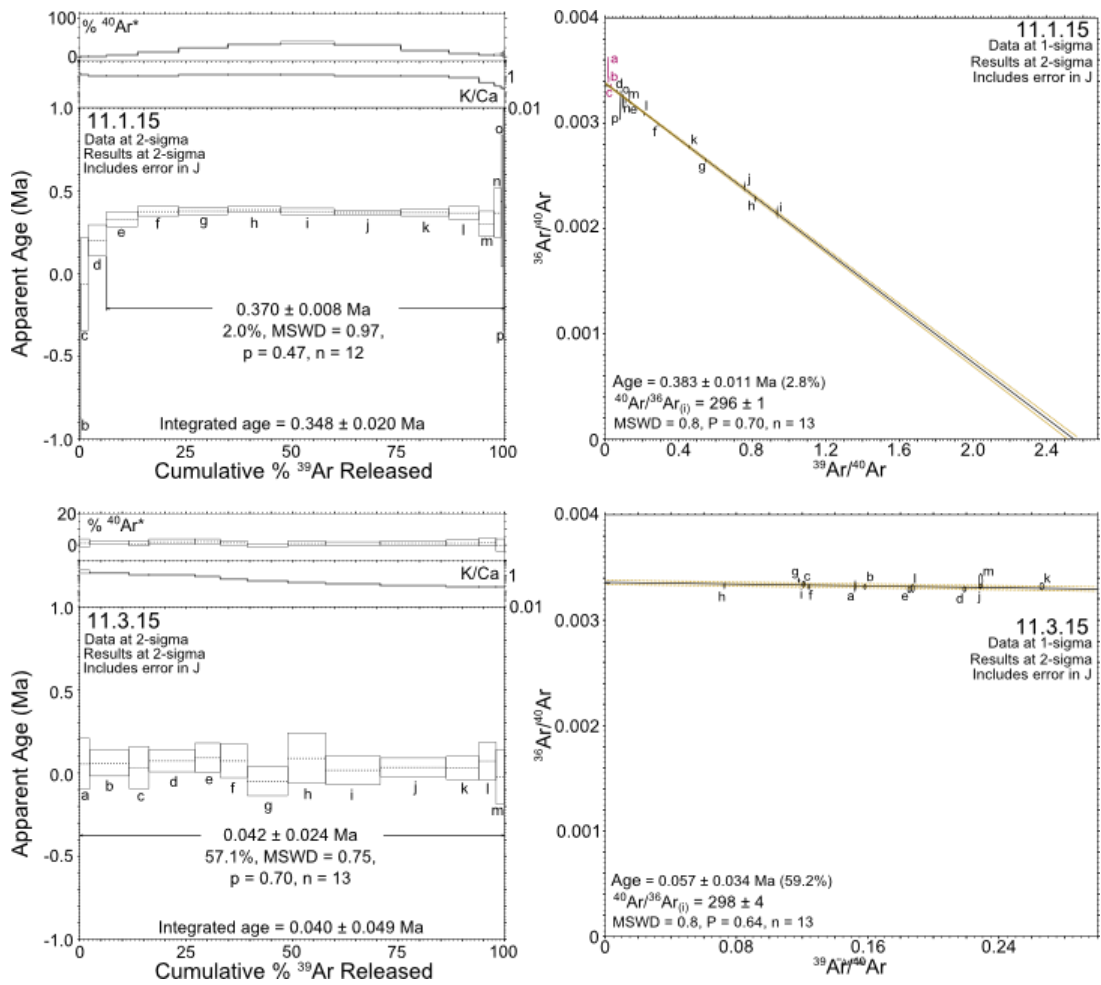 % ⁴⁰Ar*
100
0
K/Ca
1
0.01
11.1.15
Data at 2-sigma
Results at 2-sigma
Includes error in J
Apparent Age (Ma)
1.0
0.5
0.0
-0.5
-1.0
b
c
d
e
f
g
h
i
j
k
l
m
n
o
p
0.370 ± 0.008 Ma
2.0%, MSWD = 0.97,
p = 0.47, n = 12
Integrated age = 0.348 ± 0.020 Ma
0 25 50 75 100
Cumulative % ³⁹Ar Released
11.1.15
Data at 1-sigma
Results at 2-sigma
Includes error in J
³⁶Ar/⁴⁰Ar
0.004
0.003
0.002
0.001
0
a
b
c
d
o
m
n
e
p
l
f
k
g
j
h
i
Age = 0.383 ± 0.011 Ma (2.8%)
⁴⁰Ar/³⁶Ar(i) = 296 ± 1
MSWD = 0.8, P = 0.70, n = 13
0 0.4 0.8 1.2 1.6 2.0 2.4
³⁹Ar/⁴⁰Ar
% ⁴⁰Ar*
20
0
K/Ca
1
0.01
11.3.15
Data at 2-sigma
Results at 2-sigma
Includes error in J
Apparent Age (Ma)
1.0
0.5
0.0
-0.5
-1.0
a
b
c
d
e
f
g
h
i
j
k
l
m
0.042 ± 0.024 Ma
57.1%, MSWD = 0.75,
p = 0.70, n = 13
Integrated age = 0.040 ± 0.049 Ma
0 25 50 75 100
Cumulative % ³⁹Ar Released
0.004
0.003
0.002
0.001
0
³⁶Ar/⁴⁰Ar
g c b l m k
h i f a e d j
11.3.15
Data at 1-sigma
Results at 2-sigma
Includes error in J
Age = 0.057 ± 0.034 Ma (59.2%)
⁴⁰Ar/³⁶Ar(i) = 298 ± 4
MSWD = 0.8, P = 0.64, n = 13
0 0.08 0.16 0.24
³⁹Ar/⁴⁰Ar